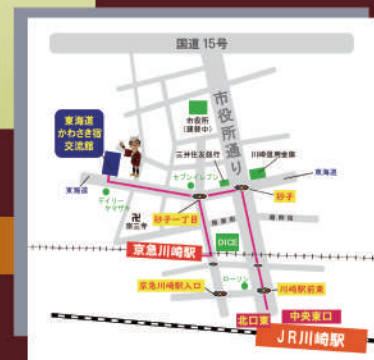 国道15号
東海道
かわさき宿
交流館
市役所
(建替中)
市役所通り
三井住友銀行
川崎信用金庫
セブンイレブン
東海道
砂子
東海道
デイリー
ヤマザキ
卍
宗三寺
砂子一丁目
京急川崎駅
DICE
京急川崎駅入口
ローソン
川崎駅前東
北口東
中央東口
JR川崎駅